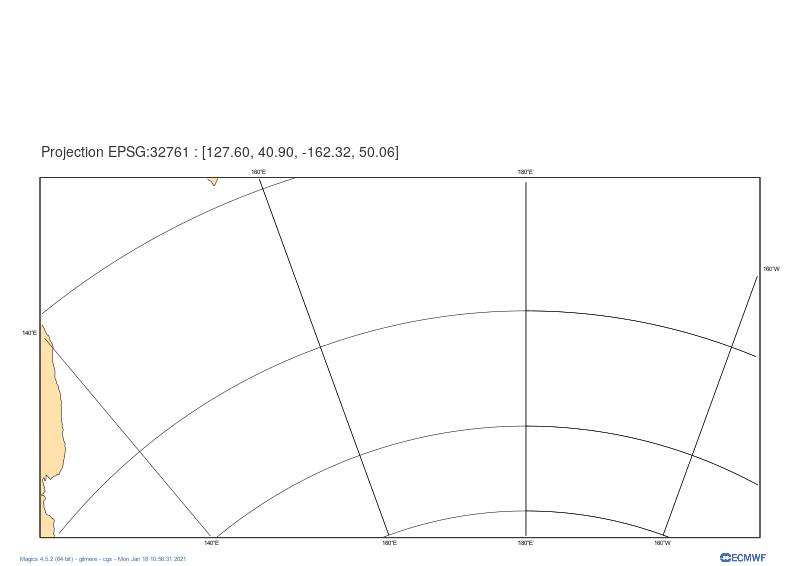 Projection EPSG:32761 : [127.60, 40.90, -162.32, 50.06]
160°E 180°E
160°W
140°E
140°E 160°E 180°E 160°W
Magics 4.5.2 (64 bit) - gilmere - cgs - Mon Jan 18 10:56:31 2021
ECMWF